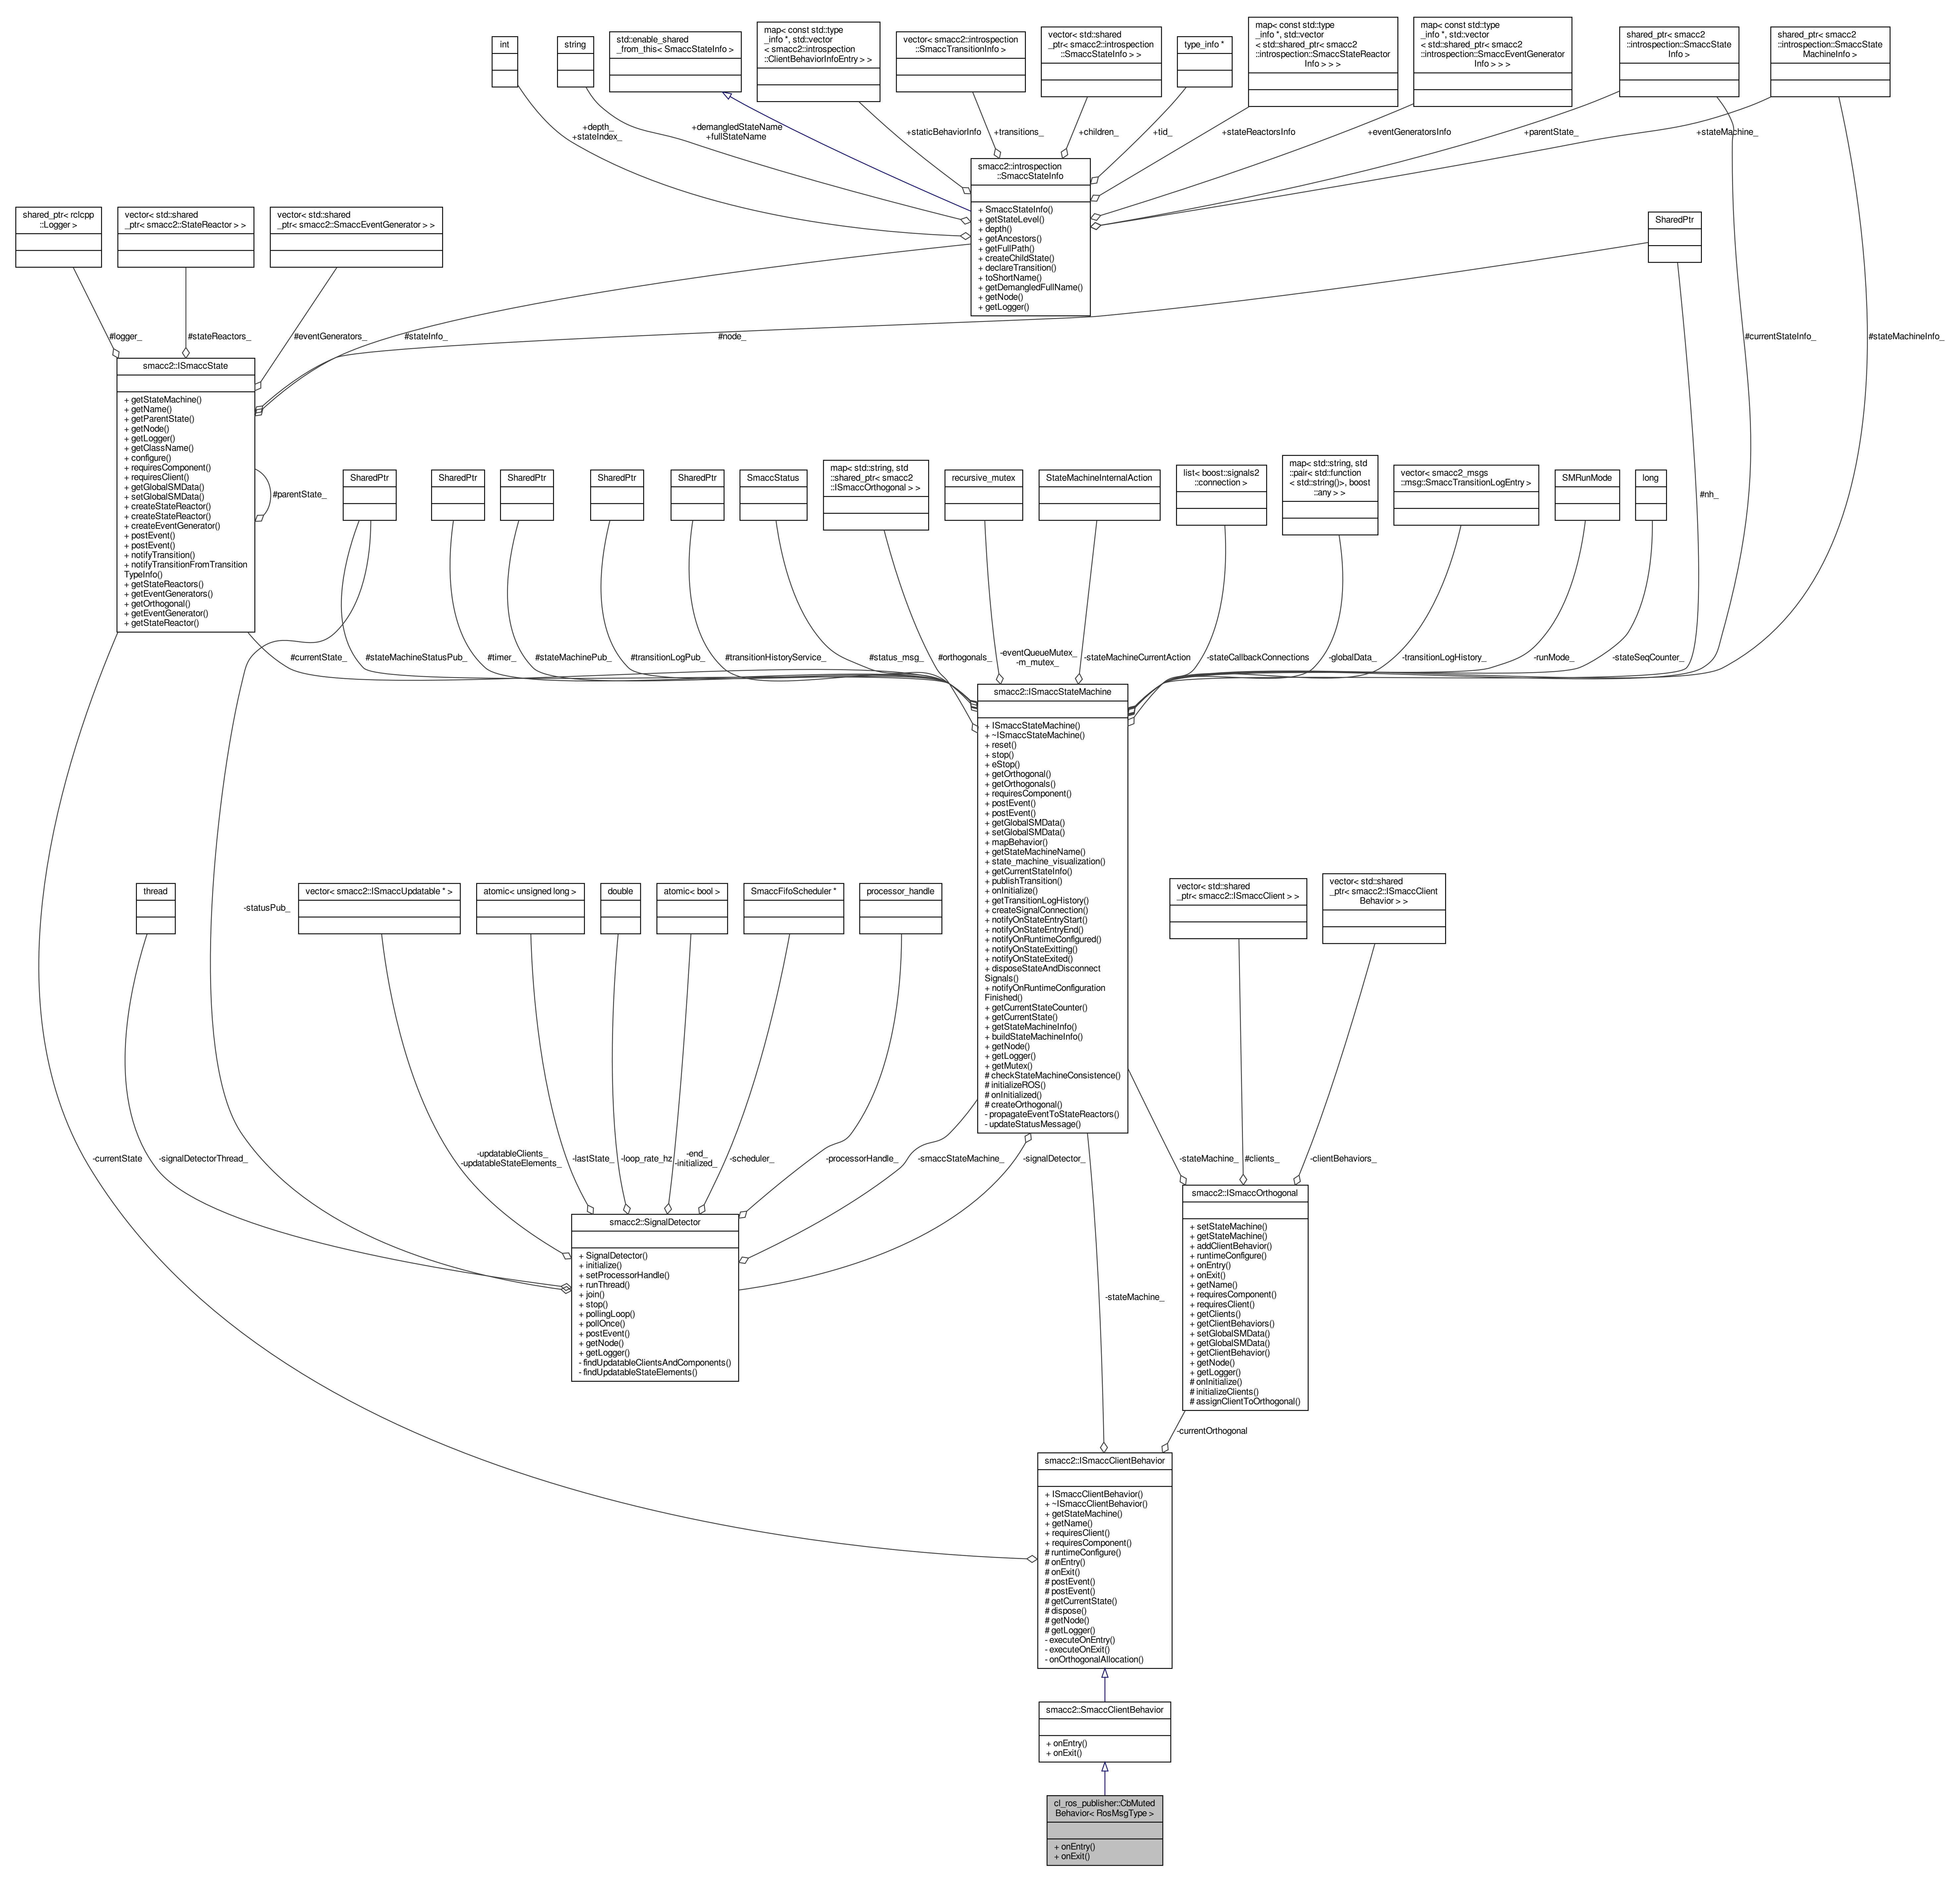 int
string
std::enable_shared
_from_this< SmaccStateInfo >
map< const std::type
_info *, std::vector
< smacc2::introspection
::ClientBehaviorInfoEntry > >
vector< smacc2::introspection
::SmaccTransitionInfo >
vector< std::shared
_ptr< smacc2::introspection
::SmaccStateInfo > >
type_info *
map< const std::type
_info *, std::vector
< std::shared_ptr< smacc2
::introspection::SmaccStateReactor
Info > > >
map< const std::type
_info *, std::vector
< std::shared_ptr< smacc2
::introspection::SmaccEventGenerator
Info > > >
shared_ptr< smacc2
::introspection::SmaccState
Info >
shared_ptr< smacc2
::introspection::SmaccState
MachineInfo >
+depth_
+stateIndex_
+demangledStateName
+fullStateName
+staticBehaviorInfo
+transitions_
+children_
+tid_
+stateReactorsInfo
+eventGeneratorsInfo
+parentState_
+stateMachine_
smacc2::introspection
::SmaccStateInfo
+ SmaccStateInfo()
+ getStateLevel()
+ depth()
+ getAncestors()
+ getFullPath()
+ createChildState()
+ declareTransition()
+ toShortName()
+ getDemangledFullName()
+ getNode()
+ getLogger()
shared_ptr< rclcpp
::Logger >
vector< std::shared
_ptr< smacc2::StateReactor > >
vector< std::shared
_ptr< smacc2::SmaccEventGenerator > >
SharedPtr
#logger_
#stateReactors_
#eventGenerators_
#stateInfo_
#node_
#currentStateInfo_
#stateMachineInfo_
smacc2::ISmaccState
+ getStateMachine()
+ getName()
+ getParentState()
+ getNode()
+ getLogger()
+ getClassName()
+ configure()
+ requiresComponent()
+ requiresClient()
+ getGlobalSMData()
+ setGlobalSMData()
+ createStateReactor()
+ createStateReactor()
+ createEventGenerator()
+ postEvent()
+ postEvent()
+ notifyTransition()
+ notifyTransitionFromTransition
TypeInfo()
+ getStateReactors()
+ getEventGenerators()
+ getOrthogonal()
+ getEventGenerator()
+ getStateReactor()
#parentState_
SharedPtr
SharedPtr
SharedPtr
SharedPtr
SharedPtr
SmaccStatus
map< std::string, std
::shared_ptr< smacc2
::ISmaccOrthogonal > >
recursive_mutex
StateMachineInternalAction
list< boost::signals2
::connection >
map< std::string, std
::pair< std::function
< std::string()>, boost
::any > >
vector< smacc2_msgs
::msg::SmaccTransitionLogEntry >
SMRunMode
long
#nh_
#currentState_
#stateMachineStatusPub_
#timer_
#stateMachinePub_
#transitionLogPub_
#transitionHistoryService_
#status_msg_
#orthogonals_
-eventQueueMutex_
-m_mutex_
-stateMachineCurrentAction
-stateCallbackConnections
-globalData_
-transitionLogHistory_
-runMode_
-stateSeqCounter_
smacc2::ISmaccStateMachine
+ ISmaccStateMachine()
+ ~ISmaccStateMachine()
+ reset()
+ stop()
+ eStop()
+ getOrthogonal()
+ getOrthogonals()
+ requiresComponent()
+ postEvent()
+ postEvent()
+ getGlobalSMData()
+ setGlobalSMData()
+ mapBehavior()
+ getStateMachineName()
+ state_machine_visualization()
+ getCurrentStateInfo()
+ publishTransition()
+ onInitialize()
+ getTransitionLogHistory()
+ createSignalConnection()
+ notifyOnStateEntryStart()
+ notifyOnStateEntryEnd()
+ notifyOnRuntimeConfigured()
+ notifyOnStateExitting()
+ notifyOnStateExited()
+ disposeStateAndDisconnect
Signals()
+ notifyOnRuntimeConfiguration
Finished()
+ getCurrentStateCounter()
+ getCurrentState()
+ getStateMachineInfo()
+ buildStateMachineInfo()
+ getNode()
+ getLogger()
+ getMutex()
# checkStateMachineConsistence()
# initializeROS()
# onInitialized()
# createOrthogonal()
- propagateEventToStateReactors()
- updateStatusMessage()
thread
-statusPub_
vector< smacc2::ISmaccUpdatable * >
atomic< unsigned long >
double
atomic< bool >
SmaccFifoScheduler *
processor_handle
vector< std::shared
_ptr< smacc2::ISmaccClient > >
vector< std::shared
_ptr< smacc2::ISmaccClient
Behavior > >
-currentState
-signalDetectorThread_
-updatableClients_
-updatableStateElements_
-lastState_
-loop_rate_hz
-end_
-initialized_
-scheduler_
-processorHandle_
-smaccStateMachine_
-signalDetector_
-stateMachine_
#clients_
-clientBehaviors_
smacc2::SignalDetector
+ SignalDetector()
+ initialize()
+ setProcessorHandle()
+ runThread()
+ join()
+ stop()
+ pollingLoop()
+ pollOnce()
+ postEvent()
+ getNode()
+ getLogger()
- findUpdatableClientsAndComponents()
- findUpdatableStateElements()
-stateMachine_
smacc2::ISmaccOrthogonal
+ setStateMachine()
+ getStateMachine()
+ addClientBehavior()
+ runtimeConfigure()
+ onEntry()
+ onExit()
+ getName()
+ requiresComponent()
+ requiresClient()
+ getClients()
+ getClientBehaviors()
+ setGlobalSMData()
+ getGlobalSMData()
+ getClientBehavior()
+ getNode()
+ getLogger()
# onInitialize()
# initializeClients()
# assignClientToOrthogonal()
-currentOrthogonal
smacc2::ISmaccClientBehavior
+ ISmaccClientBehavior()
+ ~ISmaccClientBehavior()
+ getStateMachine()
+ getName()
+ requiresClient()
+ requiresComponent()
# runtimeConfigure()
# onEntry()
# onExit()
# postEvent()
# postEvent()
# getCurrentState()
# dispose()
# getNode()
# getLogger()
- executeOnEntry()
- executeOnExit()
- onOrthogonalAllocation()
smacc2::SmaccClientBehavior
+ onEntry()
+ onExit()
cl_ros_publisher::CbMuted
Behavior< RosMsgType >
+ onEntry()
+ onExit()